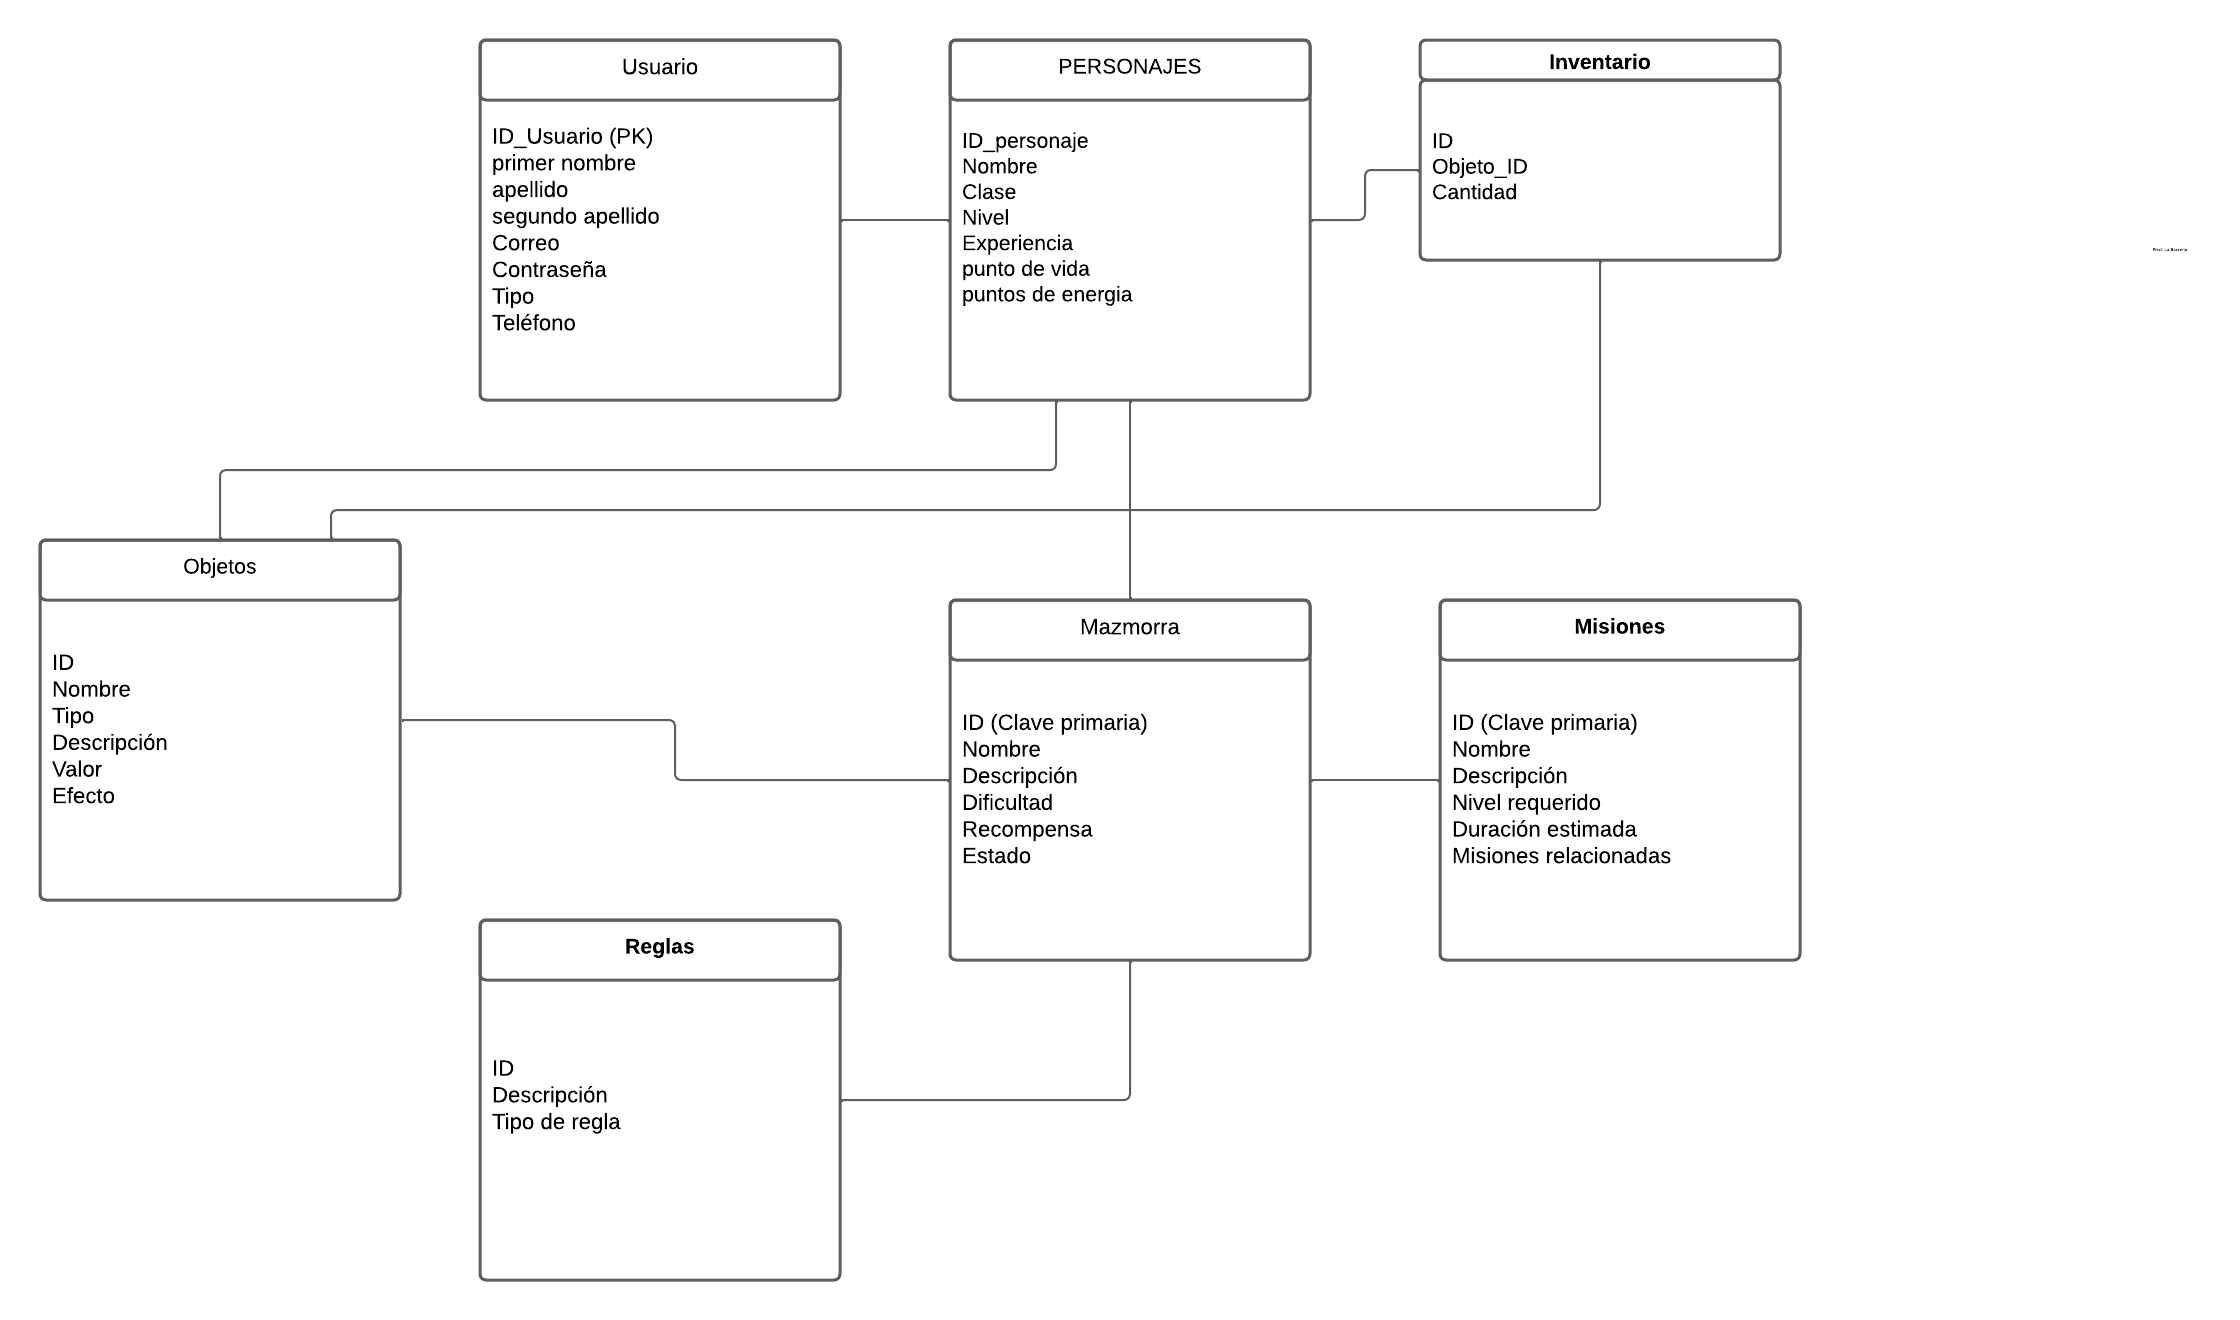 Usuario
ID_Usuario (PK)
primer nombre
apellido
segundo apellido
Correo
Contraseña
Tipo
Teléfono
PERSONAJES
ID_personaje
Nombre
Clase
Nivel
Experiencia
punto de vida
puntos de energia
Inventario
ID
Objeto_ID
Cantidad
Objetos
ID
Nombre
Tipo
Descripción
Valor
Efecto
Mazmorra
ID (Clave primaria)
Nombre
Descripción
Dificultad
Recompensa
Estado
Misiones
ID (Clave primaria)
Nombre
Descripción
Nivel requerido
Duración estimada
Misiones relacionadas
Reglas
ID
Descripción
Tipo de regla